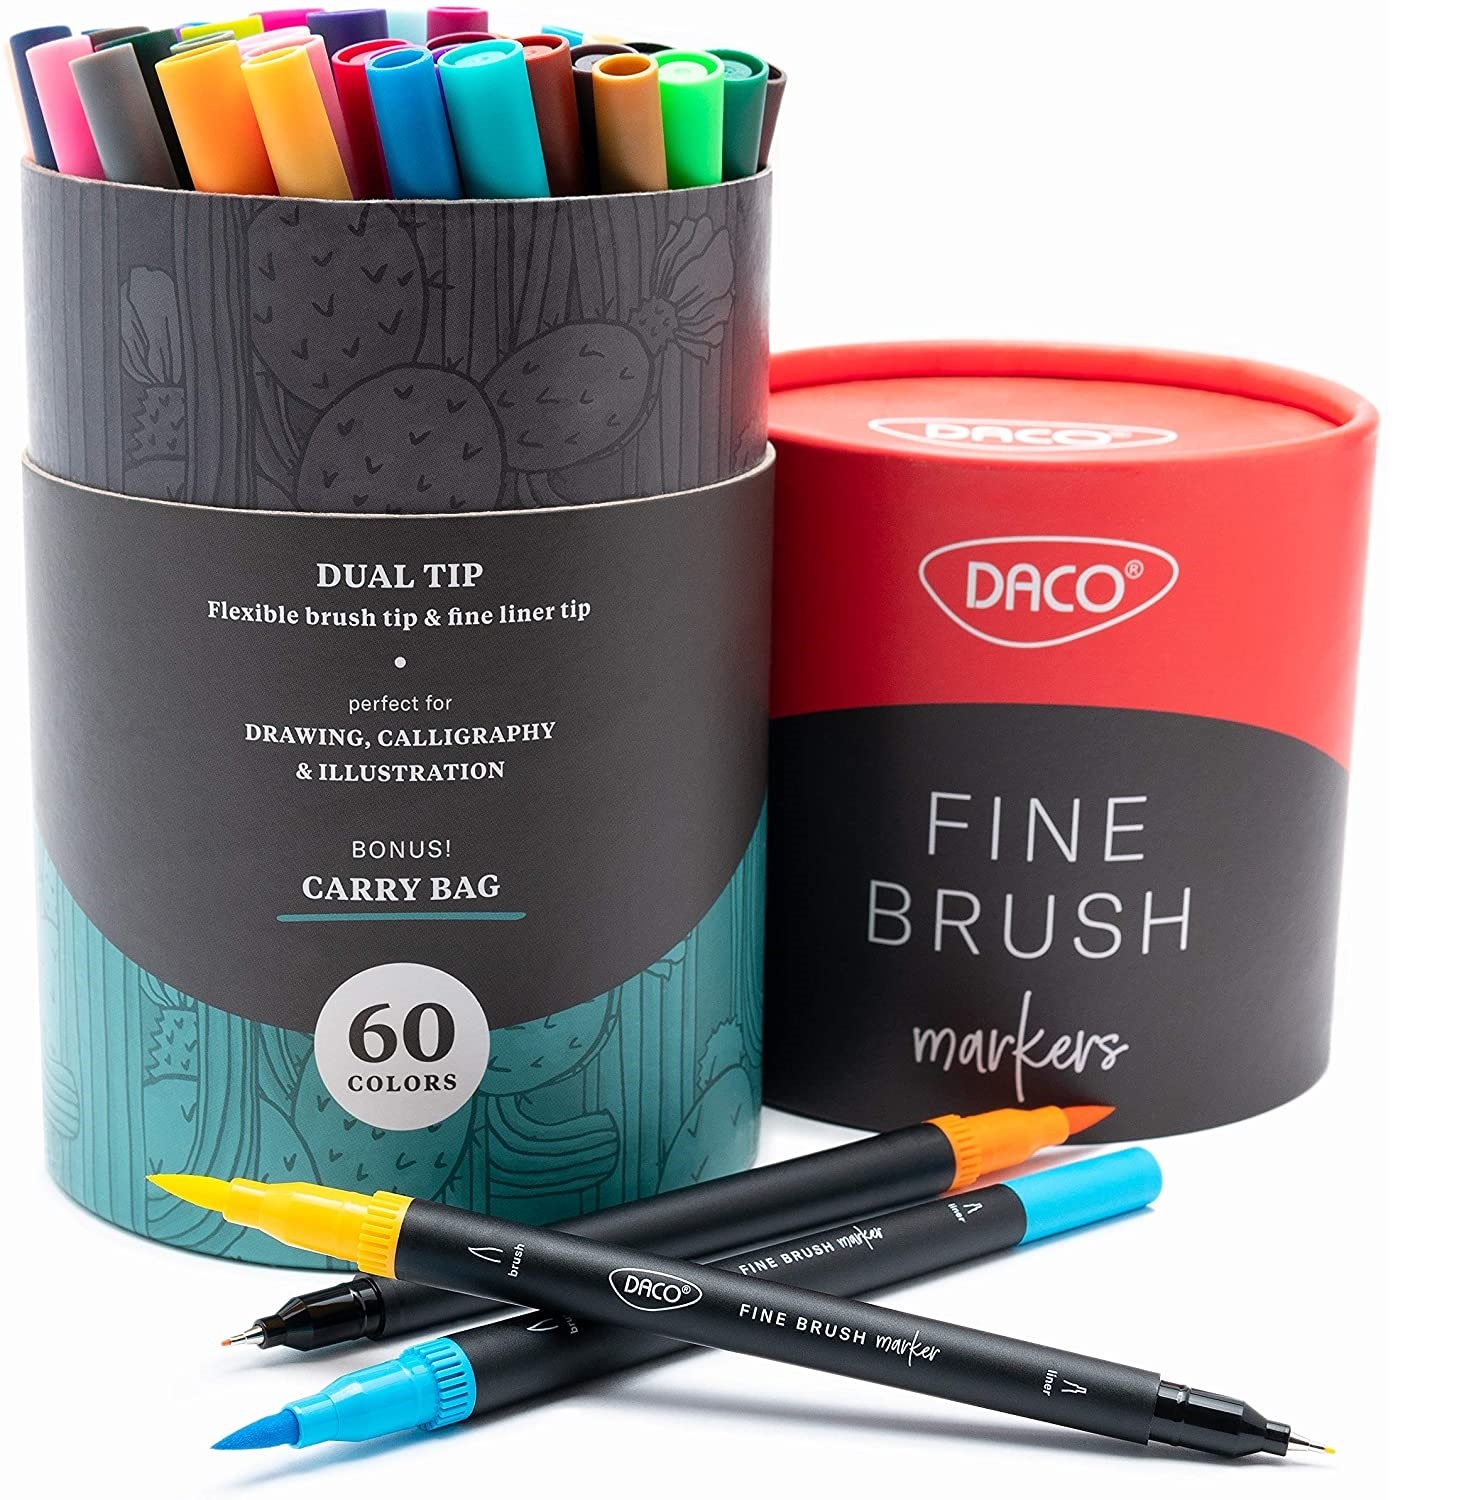 DUAL TIP
Flexible brush tip & fine liner tip
perfect for
DRAWING, CALLIGRAPHY
& ILLUSTRATION
BONUS!
CARRY BAG
60
COLORS
DACO®
DACO®
FINE
BRUSH
markers
liner
FINE BRUSH marker
brush
DACO®
FINE BRUSH marker
liner